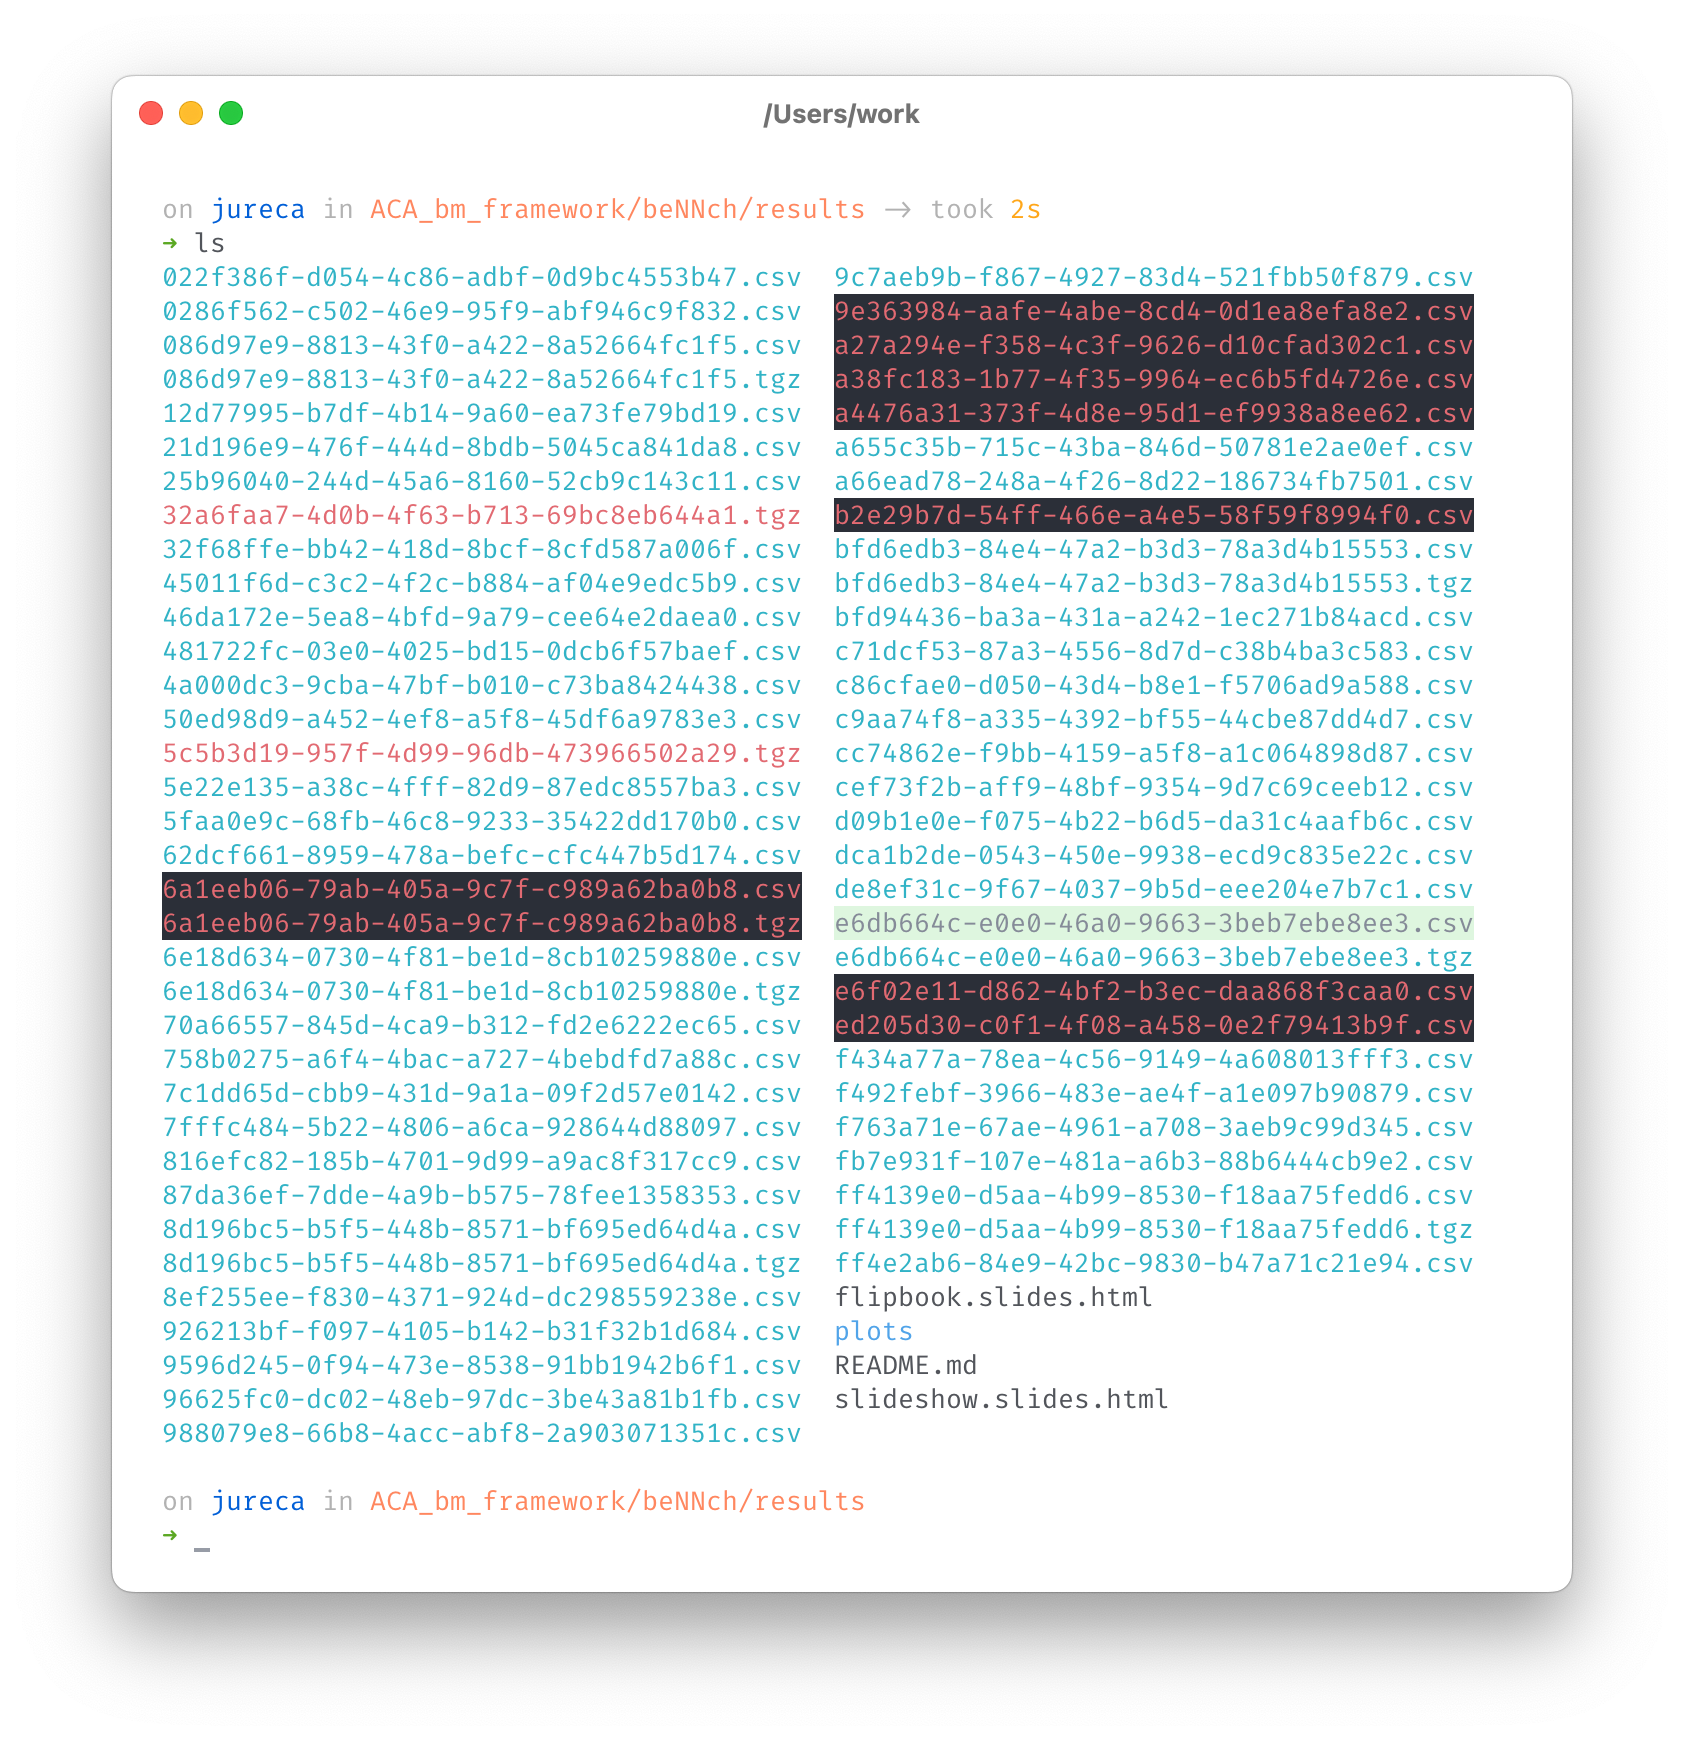 /Users/work
on jureca in ACA_bm_framework/beNNch/results → took 2s
➜ ls
022f386f-d054-4c86-adbf-0d9bc4553b47.csv  9c7aeb9b-f867-4927-83d4-521fbb50f879.csv
0286f562-c502-46e9-95f9-abf946c9f832.csv  9e363984-aafe-4abe-8cd4-0d1ea8efa8e2.csv
086d97e9-8813-43f0-a422-8a52664fc1f5.csv  a27a294e-f358-4c3f-9626-d10cfad302c1.csv
086d97e9-8813-43f0-a422-8a52664fc1f5.tgz  a38fc183-1b77-4f35-9964-ec6b5fd4726e.csv
12d77995-b7df-4b14-9a60-ea73fe79bd19.csv  a4476a31-373f-4d8e-95d1-ef9938a8ee62.csv
21d196e9-476f-444d-8bdb-5045ca841da8.csv  a655c35b-715c-43ba-846d-50781e2ae0ef.csv
25b96040-244d-45a6-8160-52cb9c143c11.csv  a66ead78-248a-4f26-8d22-186734fb7501.csv
32a6faa7-4d0b-4f63-b713-69bc8eb644a1.tgz  b2e29b7d-54ff-466e-a4e5-58f59f8994f0.csv
32f68ffe-bb42-418d-8bcf-8cfd587a006f.csv  bfd6edb3-84e4-47a2-b3d3-78a3d4b15553.csv
45011f6d-c3c2-4f2c-b884-af04e9edc5b9.csv  bfd6edb3-84e4-47a2-b3d3-78a3d4b15553.tgz
46da172e-5ea8-4bfd-9a79-cee64e2daea0.csv  bfd94436-ba3a-431a-a242-1ec271b84acd.csv
481722fc-03e0-4025-bd15-0dcb6f57baef.csv  c71dcf53-87a3-4556-8d7d-c38b4ba3c583.csv
4a000dc3-9cba-47bf-b010-c73ba8424438.csv  c86cfae0-d050-43d4-b8e1-f5706ad9a588.csv
50ed98d9-a452-4ef8-a5f8-45df6a9783e3.csv  c9aa74f8-a335-4392-bf55-44cbe87dd4d7.csv
5c5b3d19-957f-4d99-96db-473966502a29.tgz  cc74862e-f9bb-4159-a5f8-a1c064898d87.csv
5e22e135-a38c-4fff-82d9-87edc8557ba3.csv  cef73f2b-aff9-48bf-9354-9d7c69ceeb12.csv
5faa0e9c-68fb-46c8-9233-35422dd170b0.csv  d09b1e0e-f075-4b22-b6d5-da31c4aafb6c.csv
62dcf661-8959-478a-befc-cfc447b5d174.csv  dca1b2de-0543-450e-9938-ecd9c835e22c.csv
6a1eeb06-79ab-405a-9c7f-c989a62ba0b8.csv  de8ef31c-9f67-4037-9b5d-eee204e7b7c1.csv
6a1eeb06-79ab-405a-9c7f-c989a62ba0b8.tgz  e6db664c-e0e0-46a0-9663-3beb7ebe8ee3.csv
6e18d634-0730-4f81-be1d-8cb10259880e.csv  e6db664c-e0e0-46a0-9663-3beb7ebe8ee3.tgz
6e18d634-0730-4f81-be1d-8cb10259880e.tgz  e6f02e11-d862-4bf2-b3ec-daa868f3caa0.csv
70a66557-845d-4ca9-b312-fd2e6222ec65.csv  ed205d30-c0f1-4f08-a458-0e2f79413b9f.csv
758b0275-a6f4-4bac-a727-4bebdfd7a88c.csv  f434a77a-78ea-4c56-9149-4a608013fff3.csv
7c1dd65d-cbb9-431d-9a1a-09f2d57e0142.csv  f492febf-3966-483e-ae4f-a1e097b90879.csv
7fffc484-5b22-4806-a6ca-928644d88097.csv  f763a71e-67ae-4961-a708-3aeb9c99d345.csv
816efc82-185b-4701-9d99-a9ac8f317cc9.csv  fb7e931f-107e-481a-a6b3-88b6444cb9e2.csv
87da36ef-7dde-4a9b-b575-78fee1358353.csv  ff4139e0-d5aa-4b99-8530-f18aa75fedd6.csv
8d196bc5-b5f5-448b-8571-bf695ed64d4a.csv  ff4139e0-d5aa-4b99-8530-f18aa75fedd6.tgz
8d196bc5-b5f5-448b-8571-bf695ed64d4a.tgz  ff4e2ab6-84e9-42bc-9830-b47a71c21e94.csv
8ef255ee-f830-4371-924d-dc298559238e.csv  flipbook.slides.html
926213bf-f097-4105-b142-b31f32b1d684.csv  plots
9596d245-0f94-473e-8538-91bb1942b6f1.csv  README.md
96625fc0-dc02-48eb-97dc-3be43a81b1fb.csv  slideshow.slides.html
988079e8-66b8-4acc-abf8-2a903071351c.csv
on jureca in ACA_bm_framework/beNNch/results
➜ _